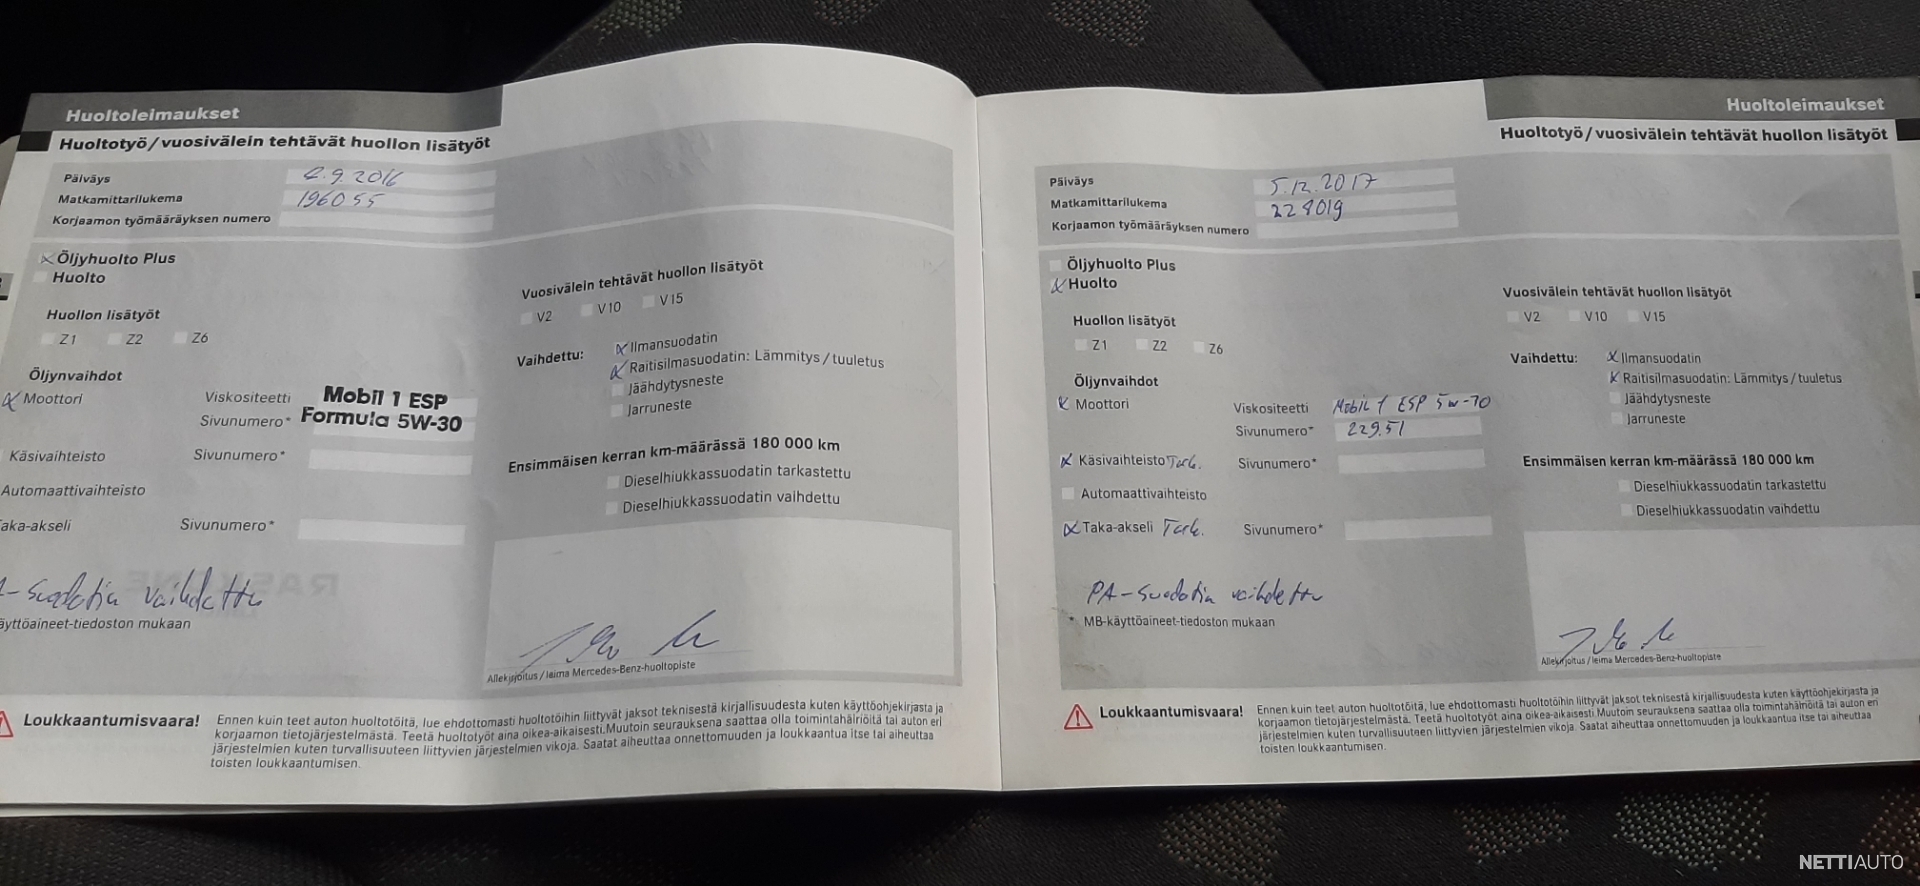 Huoltoleimaukset
Huoltotyö/vuosivälein tehtävät huollon lisätyöt
Päiväys 2.9.2016
Matkamittarilukema 196055
Korjaamon työmääräyksen numero
x Öljyhuolto Plus
Huolto
Huollon lisätyöt
Z1 Z2 Z6
Öljynvaihdot
x Moottori Viskositeetti Mobil 1 ESP
Sivunumero* Formula 5W-30
Käsivaihteisto Sivunumero*
Automaattivaihteisto
aka-akseli Sivunumero*
-suodatin vaihdettu
äyttöaineet-tiedoston mukaan
Vuosivälein tehtävät huollon lisätyöt
V2 V10 V15
Vaihdettu: x Ilmansuodatin
x Raitisilmasuodatin: Lämmitys/tuuletus
Jäähdytysneste
Jarruneste
Ensimmäisen kerran km-määrässä 180 000 km
Dieselhiukkassuodatin tarkastettu
Dieselhiukkassuodatin vaihdettu
Allekirjoitus/leima Mercedes-Benz-huoltopiste
Loukkaantumisvaara! Ennen kuin teet auton huoltotöitä, lue ehdottomasti huoltotöihin liittyvät jaksot teknisestä kirjallisuudesta kuten käyttöohjekirjasta ja
korjaamon tietojärjestelmästä. Teetä huoltotyöt aina oikea-aikaisesti.Muutoin seurauksena saattaa olla toimintahäiriöitä tai auton eri
järjestelmien kuten turvallisuuteen liittyvien järjestelmien vikoja. Saatat aiheuttaa onnettomuuden ja loukkaantua itse tai aiheuttaa
toisten loukkaantumisen.
Huoltoleimaukset
Huoltotyö/vuosivälein tehtävät huollon lisätyöt
Päiväys 5.12.2017
Matkamittarilukema 228019
Korjaamon työmääräyksen numero
Öljyhuolto Plus
x Huolto
Huollon lisätyöt
Z1 Z2 Z6
Öljynvaihdot
x Moottori Viskositeetti Mobil 1 ESP 5w-30
Sivunumero* 229.51
x Käsivaihteisto Tark. Sivunumero*
Automaattivaihteisto
x Taka-akseli Tark. Sivunumero*
PA-suodatin vaihdettu
* MB-käyttöaineet-tiedoston mukaan
Vuosivälein tehtävät huollon lisätyöt
V2 V10 V15
Vaihdettu: x Ilmansuodatin
x Raitisilmasuodatin: Lämmitys/tuuletus
Jäähdytysneste
Jarruneste
Ensimmäisen kerran km-määrässä 180 000 km
Dieselhiukkassuodatin tarkastettu
Dieselhiukkassuodatin vaihdettu
Allekirjoitus/leima Mercedes-Benz-huoltopiste
Loukkaantumisvaara! Ennen kuin teet auton huoltotöitä, lue ehdottomasti huoltotöihin liittyvät jaksot teknisestä kirjallisuudesta kuten käyttöohjekirjasta ja
korjaamon tietojärjestelmästä. Teetä huoltotyöt aina oikea-aikaisesti.Muutoin seurauksena saattaa olla toimintahäiriöitä tai auton eri
järjestelmien kuten turvallisuuteen liittyvien järjestelmien vikoja. Saatat aiheuttaa onnettomuuden ja loukkaantua itse tai aiheuttaa
toisten loukkaantumisen.
NETTIAUTO